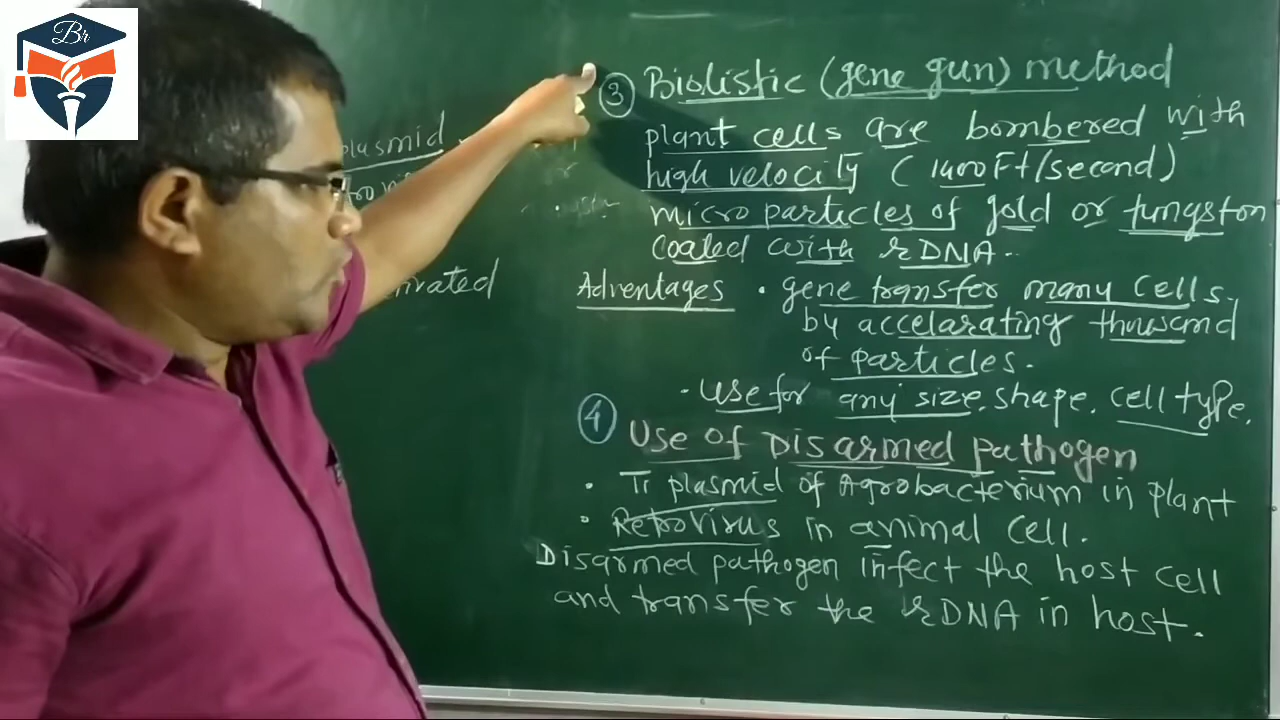 Br
③ Biolistic (gene gun) method
plant cells are bombered with
high velocity ( 1400 Ft/second)
micro particles of gold or tungston
coated with rDNA..
Adventages • gene transfer many cells.
by accelarating thousand
of particles.
• use for any size, shape, cell type.
④ Use of Disarmed pathogen
• Ti plasmid of Agrobacterium in plant
• Retrovirus in animal cell.
Disarmed pathogen infect the host cell
and transfer the rDNA in host.
plasmid